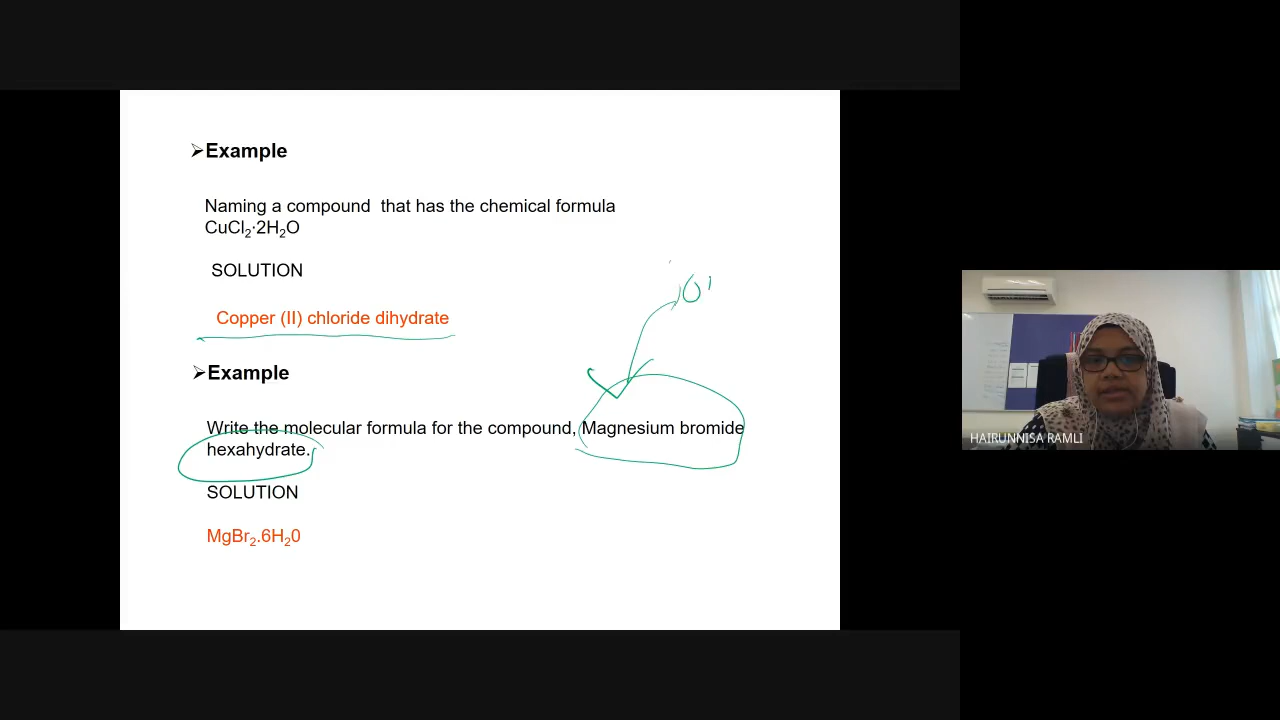 ➢Example
Naming a compound that has the chemical formula
CuCl₂·2H₂O
SOLUTION
Copper (II) chloride dihydrate
➢Example
Write the molecular formula for the compound, Magnesium bromide
hexahydrate.
SOLUTION
MgBr₂.6H₂0
HAIRUNNISA RAMLI